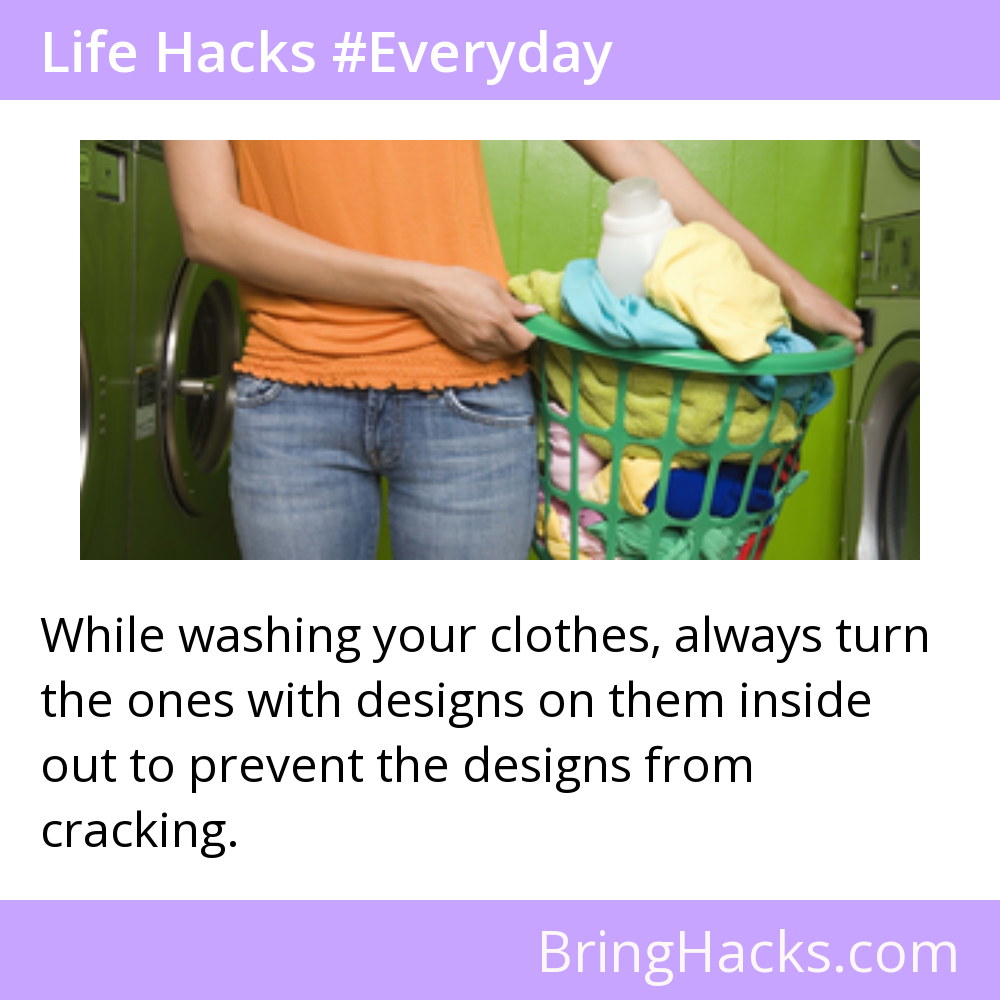 Life Hacks #Everyday
While washing your clothes, always turn
the ones with designs on them inside
out to prevent the designs from
cracking.
BringHacks.com